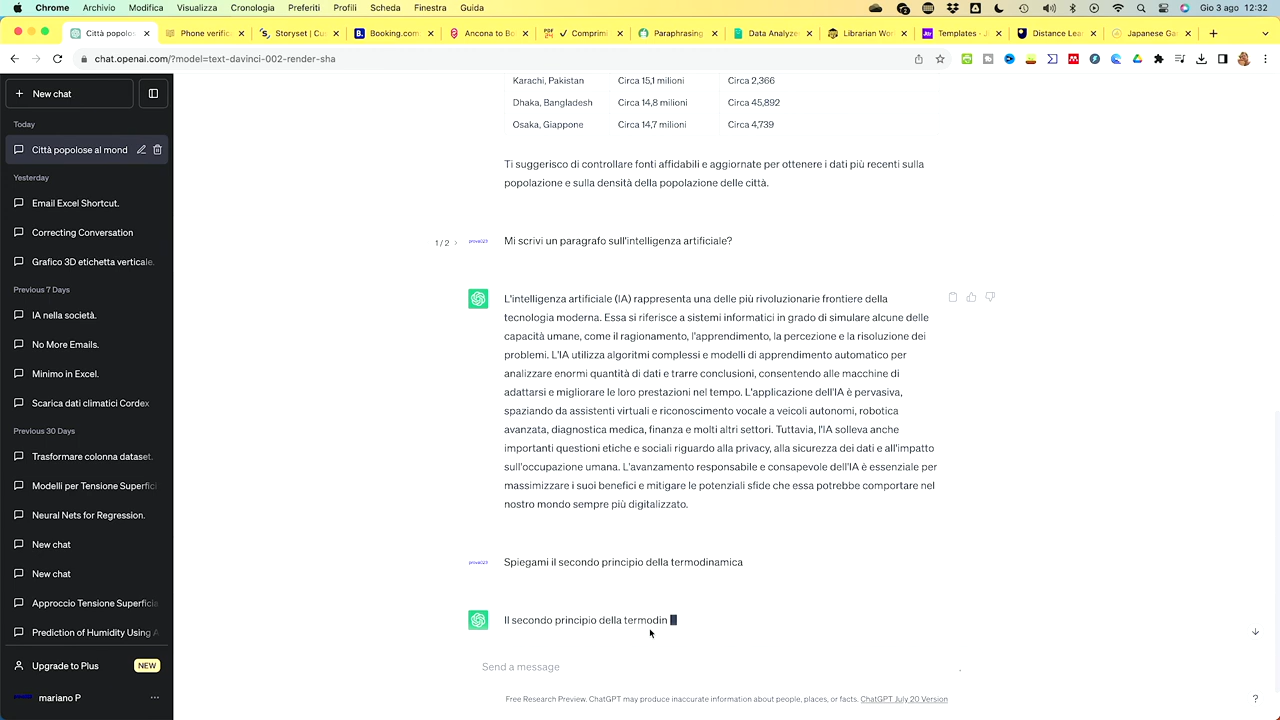 Chrome Archivio Modifica Visualizza Cronologia Preferiti Profili Scheda Finestra Guida Gio 3 ago 12:32
Città popolos Phone verific Storyset | Cu Booking.com Ancona to Bo ✓ Comprimi Paraphrasing Data Analyze Librarian Wor Templates - J Distance Lea Japanese Ga
chat.openai.com/?model=text-davinci-002-render-sha
New chat
Today
Città popolose al mond
Yesterday
Email Excel Shortcut.
Correcting Conversation
Grafico 3D etichetta verticale.
Previous 7 Days
IA nella società.
No More Emails.
Minimo in Excel.
Scarica dati climatici Cordex
Previous 30 Days
Trasformare colonna dataset.
Modelli per Tensione Superfici
Neural Nets for Regression.
New chat
New chat
Approccio Tensione Superficia
Prediction of Humidity Using A
Upgrade to Plus NEW
mariano P
Karachi, Pakistan Circa 15,1 milioni Circa 2,366
Dhaka, Bangladesh Circa 14,8 milioni Circa 45,892
Osaka, Giappone Circa 14,7 milioni Circa 4,739
Ti suggerisco di controllare fonti affidabili e aggiornate per ottenere i dati più recenti sulla
popolazione e sulla densità della popolazione delle città.
1 / 2 prova123 Mi scrivi un paragrafo sull'intelligenza artificiale?
L'intelligenza artificiale (IA) rappresenta una delle più rivoluzionarie frontiere della
tecnologia moderna. Essa si riferisce a sistemi informatici in grado di simulare alcune delle
capacità umane, come il ragionamento, l'apprendimento, la percezione e la risoluzione dei
problemi. L'IA utilizza algoritmi complessi e modelli di apprendimento automatico per
analizzare enormi quantità di dati e trarre conclusioni, consentendo alle macchine di
adattarsi e migliorare le loro prestazioni nel tempo. L'applicazione dell'IA è pervasiva,
spaziando da assistenti virtuali e riconoscimento vocale a veicoli autonomi, robotica
avanzata, diagnostica medica, finanza e molti altri settori. Tuttavia, l'IA solleva anche
importanti questioni etiche e sociali riguardo alla privacy, alla sicurezza dei dati e all'impatto
sull'occupazione umana. L'avanzamento responsabile e consapevole dell'IA è essenziale per
massimizzare i suoi benefici e mitigare le potenziali sfide che essa potrebbe comportare nel
nostro mondo sempre più digitalizzato.
prova123 Spiegami il secondo principio della termodinamica
Il secondo principio della termodin
Send a message
Free Research Preview. ChatGPT may produce inaccurate information about people, places, or facts. ChatGPT July 20 Version
?